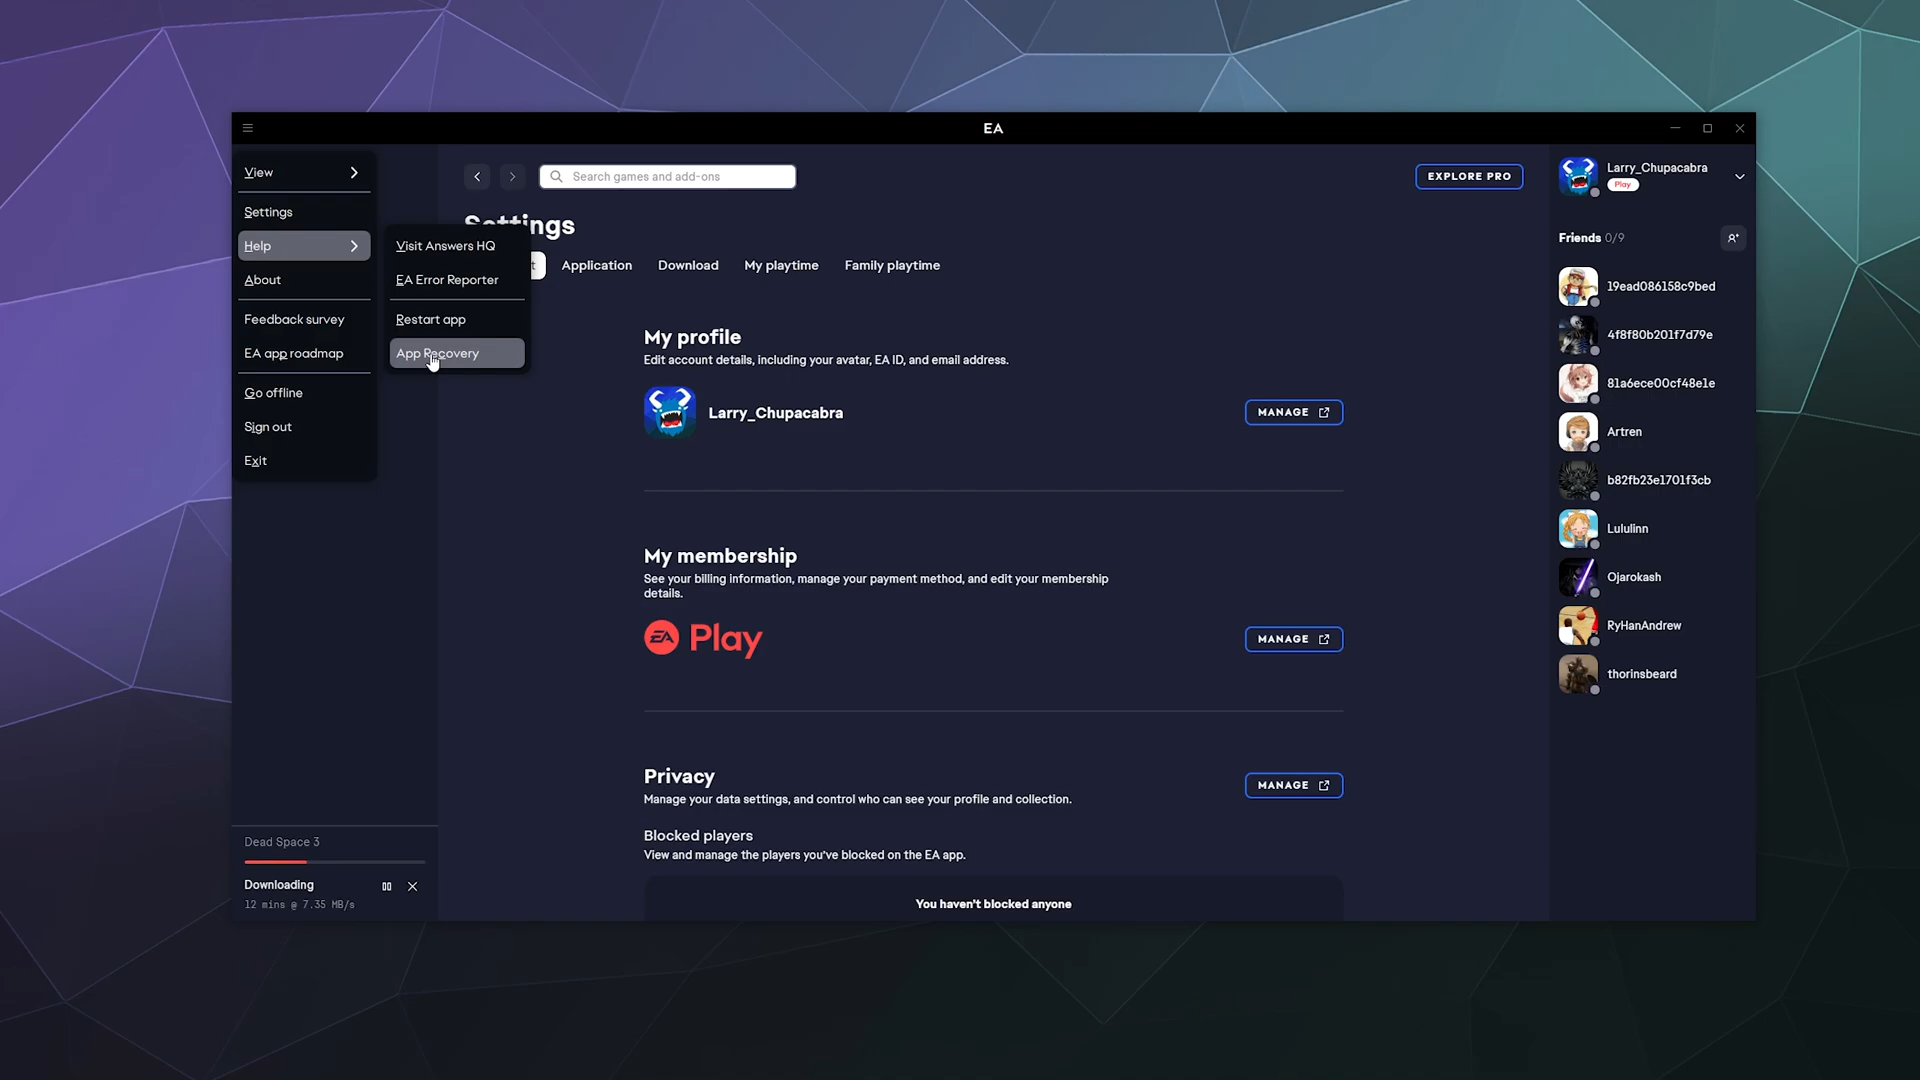 EA
View
Settings
Help
About
Feedback survey
EA app roadmap
Go offline
Sign out
Exit
Visit Answers HQ
EA Error Reporter
Restart app
App Recovery
Search games and add-ons
EXPLORE PRO
Settings
Application
Download
My playtime
Family playtime
My profile
Edit account details, including your avatar, EA ID, and email address.
Larry_Chupacabra
MANAGE
My membership
See your billing information, manage your payment method, and edit your membership
details.
EA Play
MANAGE
Privacy
Manage your data settings, and control who can see your profile and collection.
MANAGE
Blocked players
View and manage the players you've blocked on the EA app.
You haven't blocked anyone
Dead Space 3
Downloading
12 mins @ 7.35 MB/s
Larry_Chupacabra
Play
Friends 0/9
19ead086158c9bed
4f8f80b201f7d79e
81a6ece00cf48e1e
Artren
b82fb23e1701f3cb
Lululinn
Ojarokash
RyHanAndrew
thorinsbeard